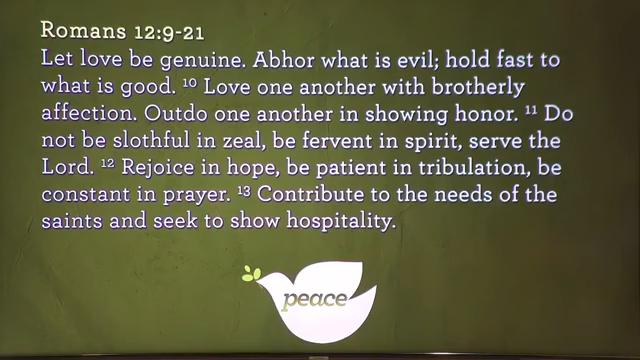 Romans 12:9-21
Let love be genuine. Abhor what is evil; hold fast to
what is good. ¹⁰ Love one another with brotherly
affection. Outdo one another in showing honor. ¹¹ Do
not be slothful in zeal, be fervent in spirit, serve the
Lord. ¹² Rejoice in hope, be patient in tribulation, be
constant in prayer. ¹³ Contribute to the needs of the
saints and seek to show hospitality.
peace